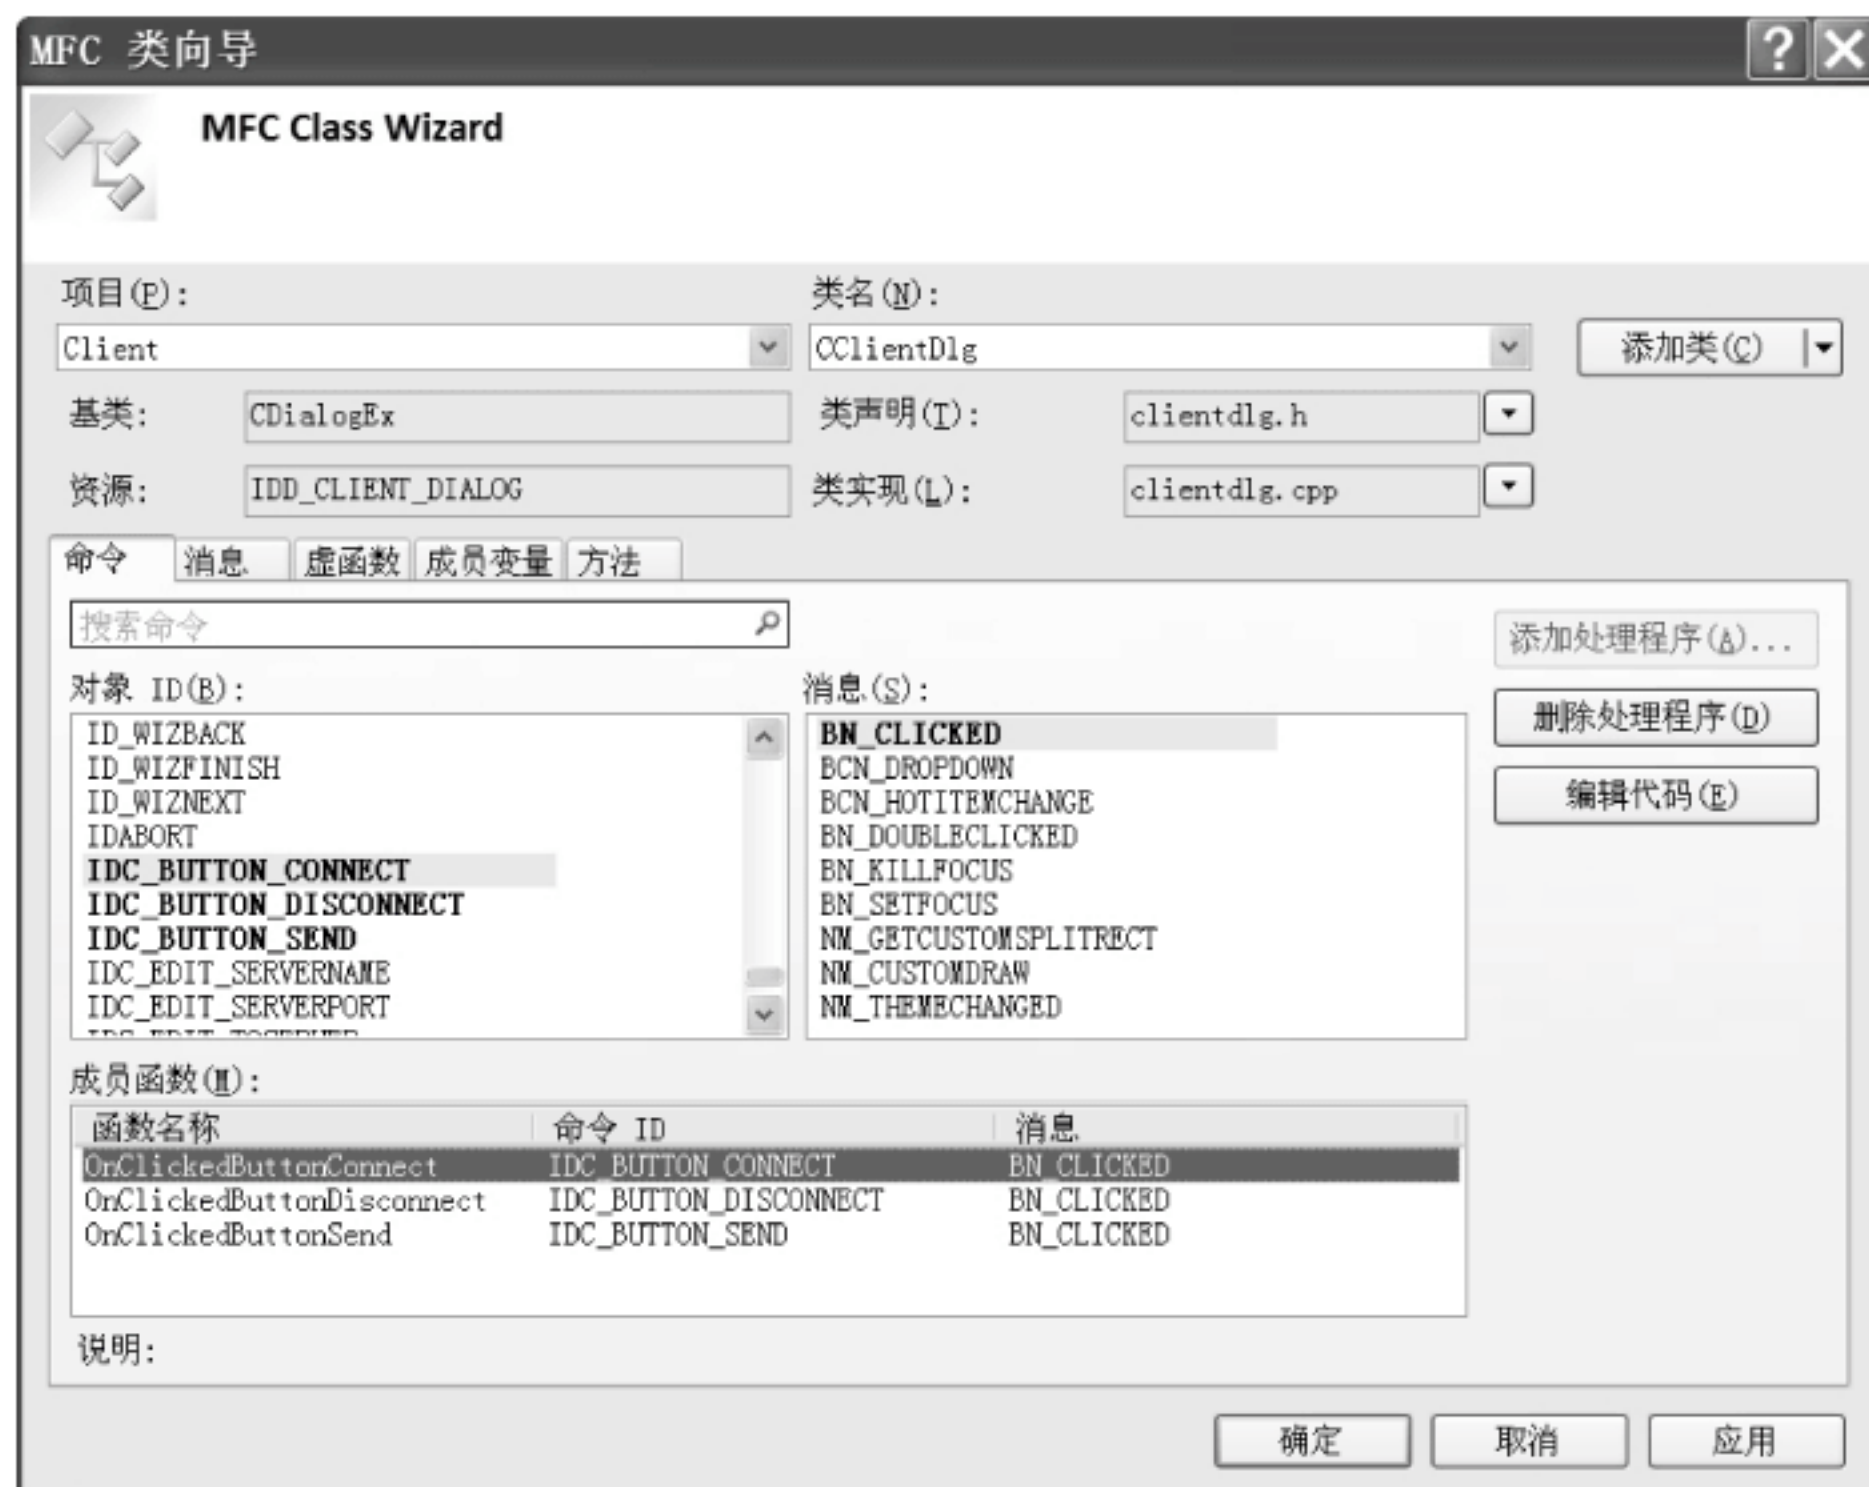 MFC 类向导
MFC Class Wizard
项目(P):
类名(N):
Client
CClientDlg
添加类(C)
基类:
CDialogEx
类声明(T):
clientdlg.h
资源:
IDD_CLIENT_DIALOG
类实现(L):
clientdlg.cpp
命令 消息 虚函数 成员变量 方法
搜索命令
添加处理程序(A)...
删除处理程序(D)
编辑代码(E)
对象 ID(B):
ID_WIZBACK
ID_WIZFINISH
ID_WIZNEXT
IDABORT
IDC_BUTTON_CONNECT
IDC_BUTTON_DISCONNECT
IDC_BUTTON_SEND
IDC_EDIT_SERVERNAME
IDC_EDIT_SERVERPORT
消息(S):
BN_CLICKED
BCN_DROPDOWN
BCN_HOTITEMCHANGE
BN_DOUBLECLICKED
BN_KILLFOCUS
BN_SETFOCUS
NM_GETCUSTOMSPLITRECT
NM_CUSTOMDRAW
NM_THEMECHANGED
成员函数(M):
函数名称 命令 ID 消息
OnClickedButtonConnect IDC_BUTTON_CONNECT BN_CLICKED
OnClickedButtonDisconnect IDC_BUTTON_DISCONNECT BN_CLICKED
OnClickedButtonSend IDC_BUTTON_SEND BN_CLICKED
说明:
确定 取消 应用